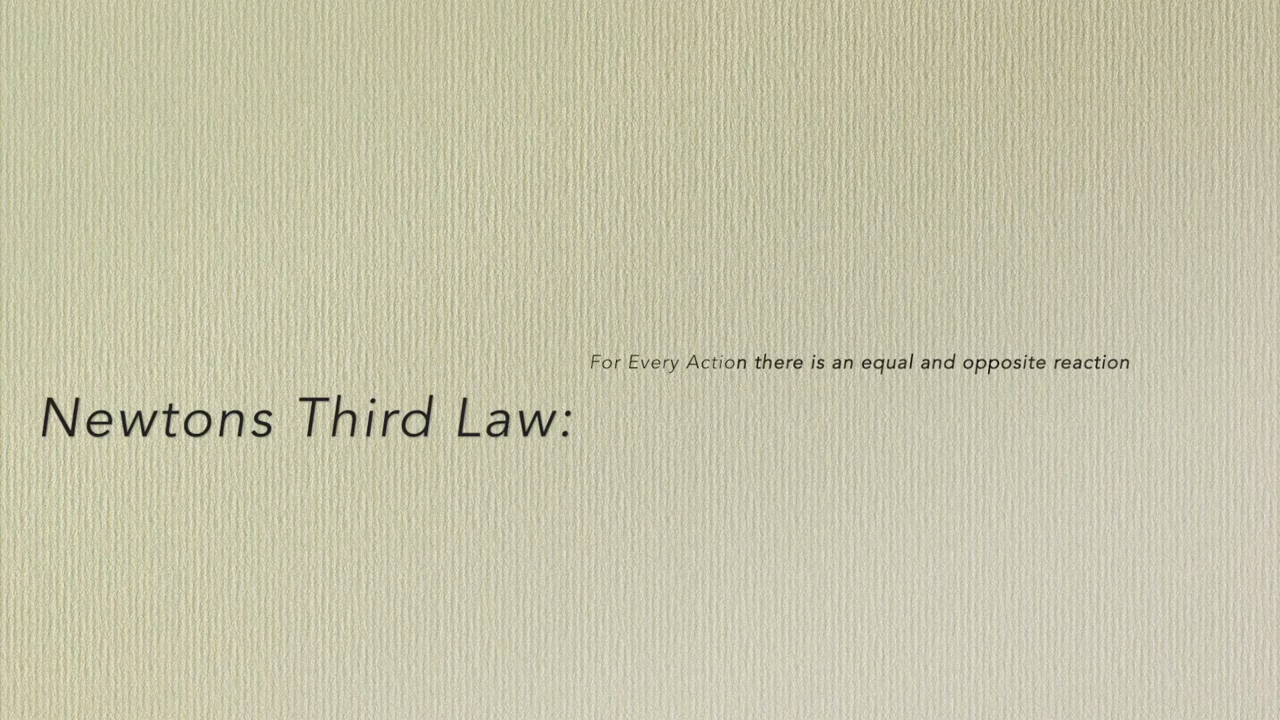 For Every Action there is an equal and opposite reaction
Newtons Third Law: